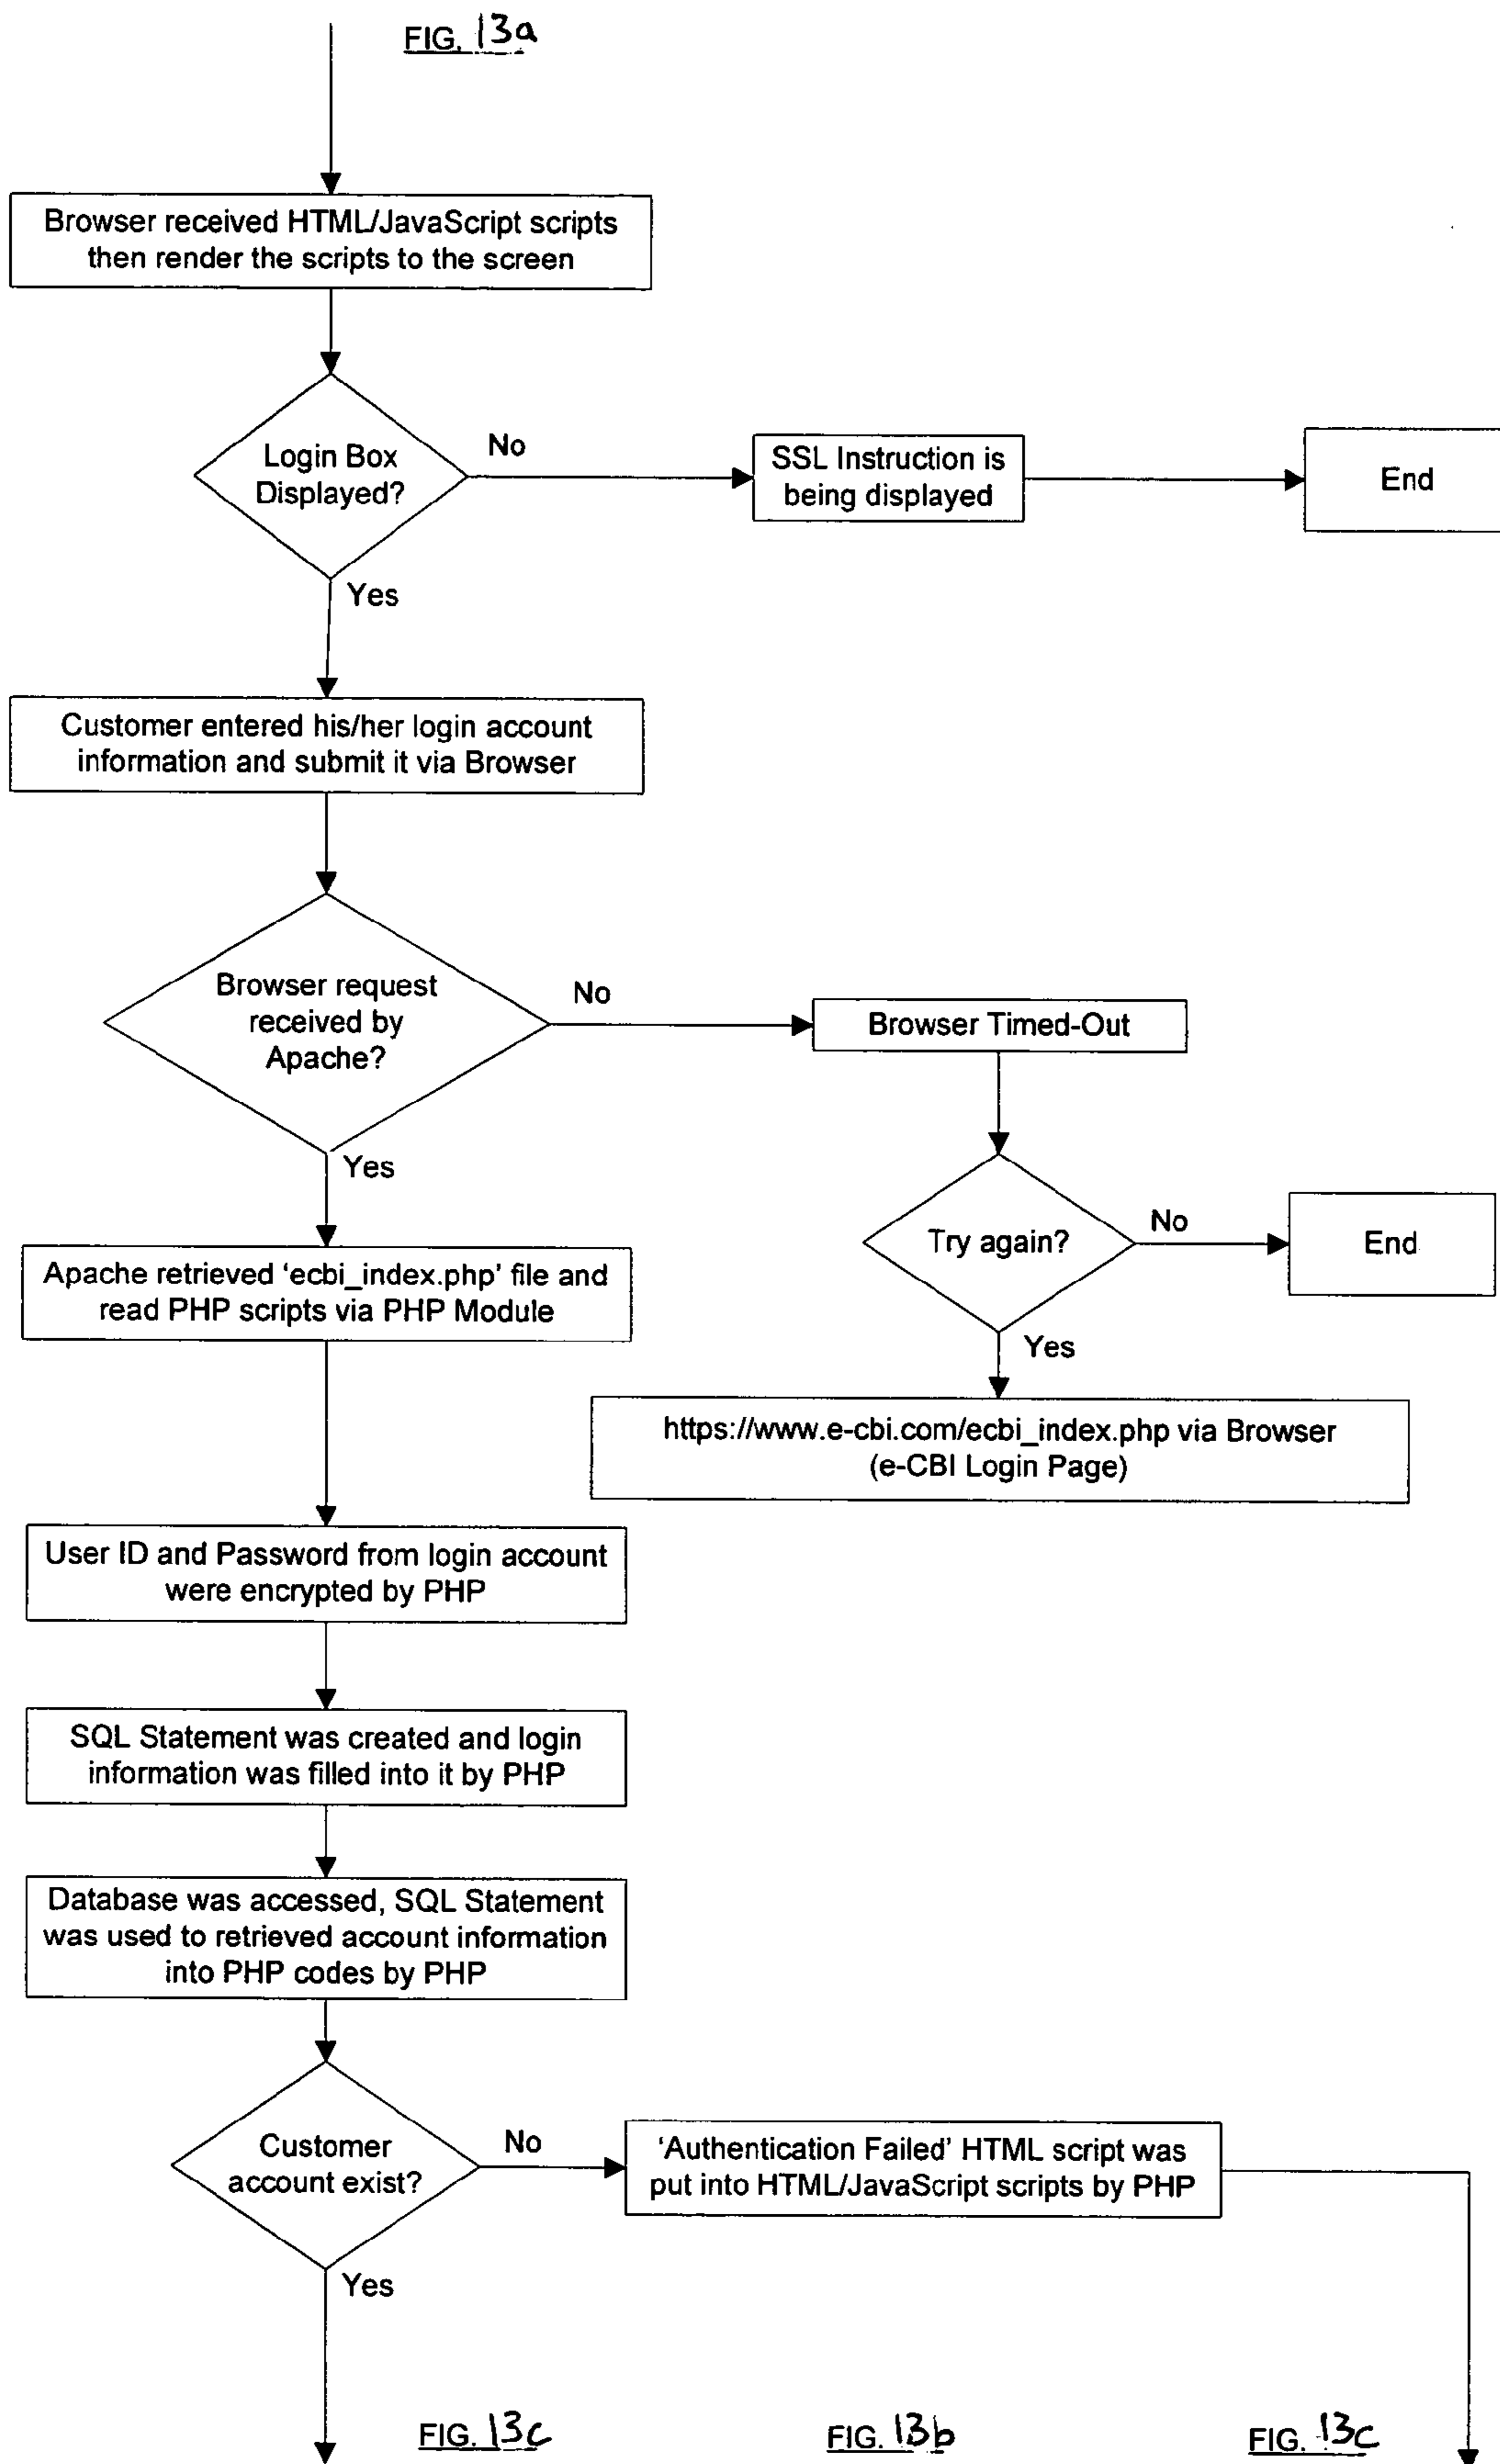 FIG. 13a
Browser received HTML/JavaScript scripts
then render the scripts to the screen
Login Box
Displayed?
No
SSL Instruction is
being displayed
End
Yes
Customer entered his/her login account
information and submit it via Browser
Browser request
received by
Apache?
No
Browser Timed-Out
Yes
Try again?
No
End
Apache retrieved ‘ecbi_index.php’ file and
read PHP scripts via PHP Module
Yes
https://www.e-cbi.com/ecbi_index.php via Browser
(e-CBI Login Page)
User ID and Password from login account
were encrypted by PHP
SQL Statement was created and login
information was filled into it by PHP
Database was accessed, SQL Statement
was used to retrieved account information
into PHP codes by PHP
Customer
account exist?
No
‘Authentication Failed’ HTML script was
put into HTML/JavaScript scripts by PHP
Yes
FIG. 13c
FIG. 13b
FIG. 13c